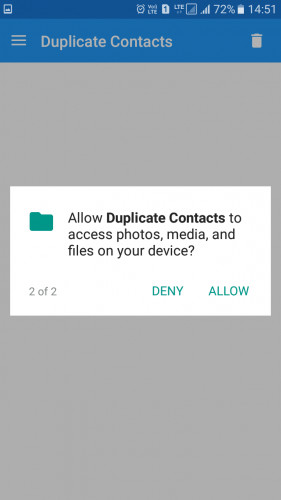 Vo) LTE 1 LTE 72% 14:51
Duplicate Contacts
Allow Duplicate Contacts to
access photos, media, and
files on your device?
2 of 2 DENY ALLOW